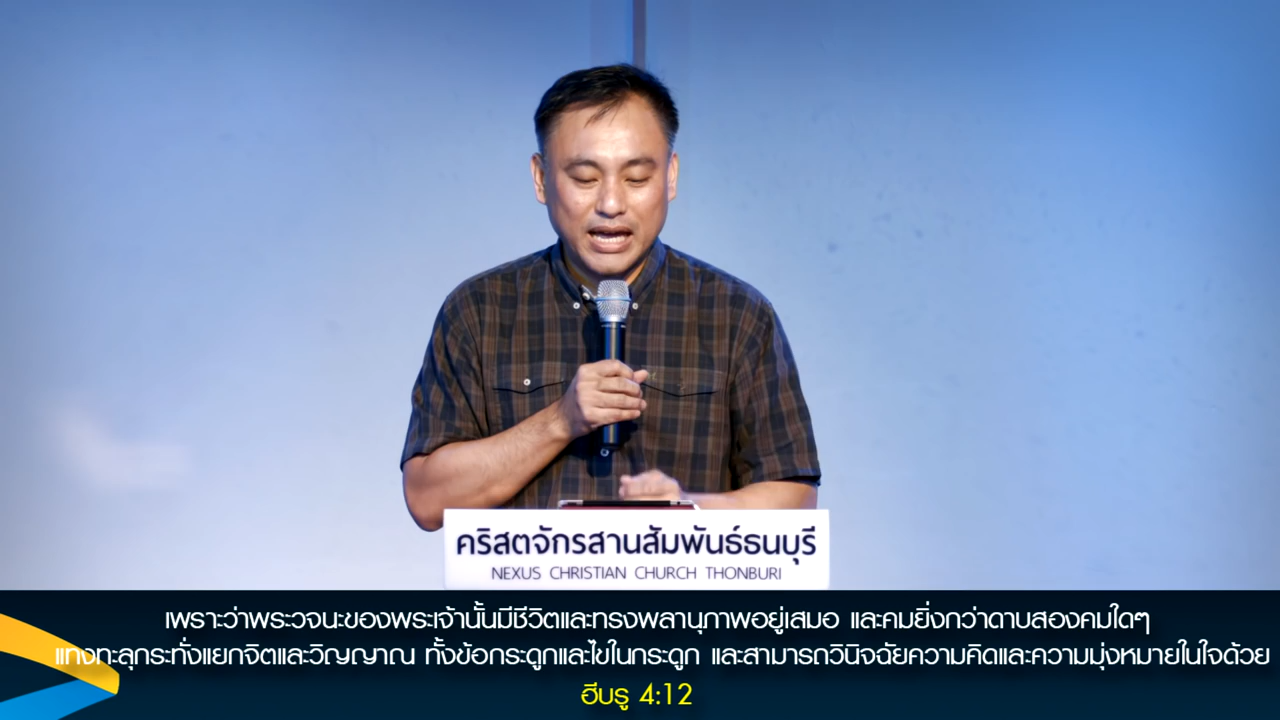 คริสตจักรสานสัมพันธ์ธนบุรี
NEXUS CHRISTIAN CHURCH THONBURI
เพราะว่าพระวจนะของพระเจ้านั้นมีชีวิตและทรงพลานุภาพอยู่เสมอ และคมยิ่งกว่าดาบสองคมใดๆ
แทงทะลุกระทั่งแยกจิตและวิญญาณ ทั้งข้อกระดูกและไขในกระดูก และสามารถวินิจฉัยความคิดและความมุ่งหมายในใจด้วย
ฮีบรู 4:12